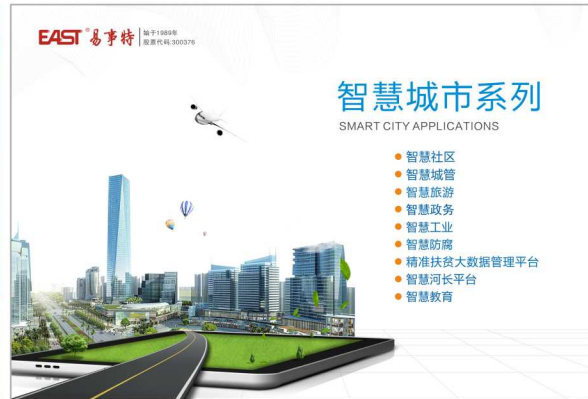 EAST®易事特
始于1989年
股票代码:300376
智慧城市系列
SMART CITY APPLICATIONS
智慧社区
智慧城管
智慧旅游
智慧政务
智慧工业
智慧防腐
精准扶贫大数据管理平台
智慧河长平台
智慧教育